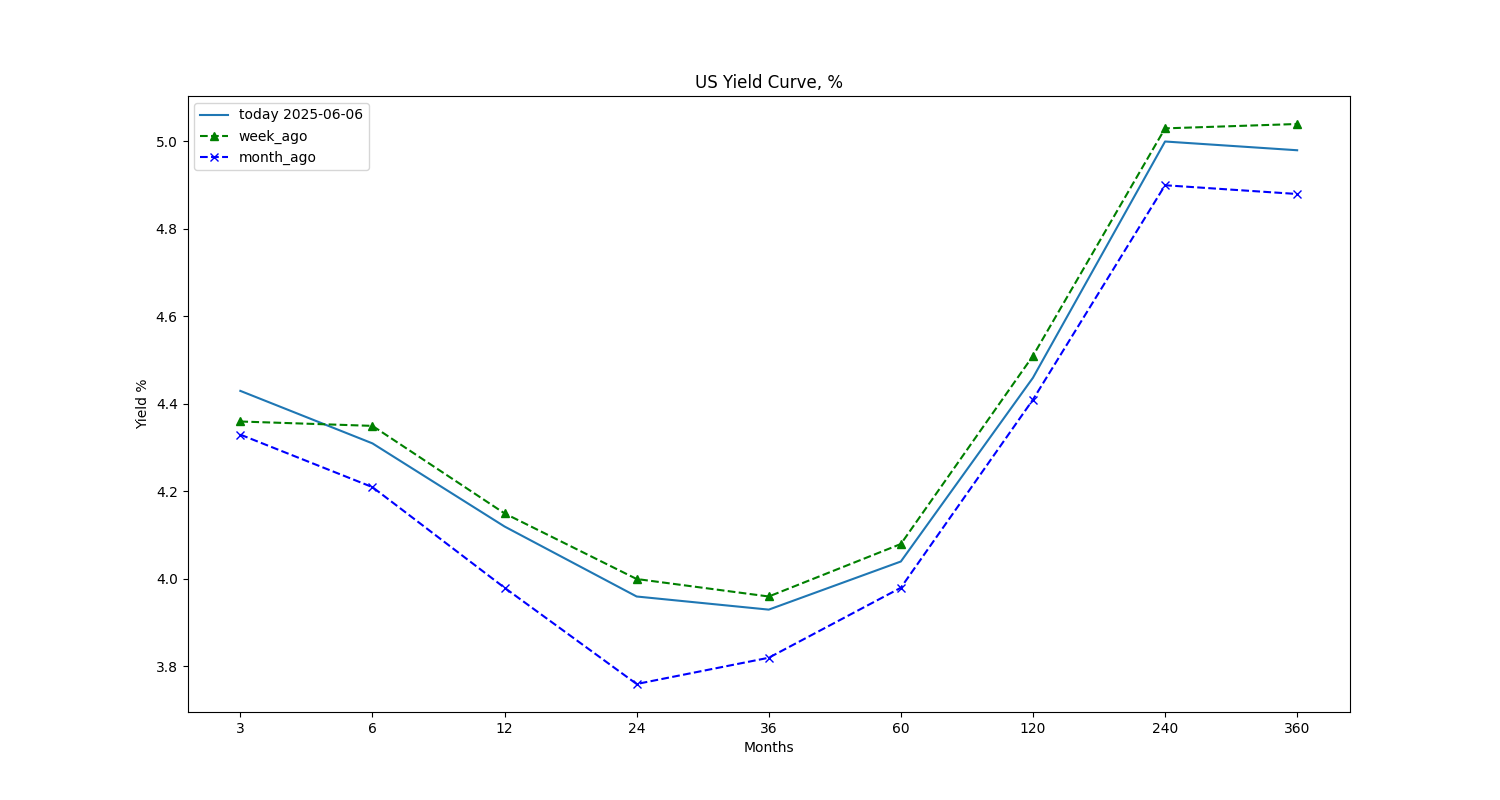 US Yield Curve, %
today 2025-06-06
week_ago
month_ago
5.0
4.8
4.6
4.4
4.2
4.0
3.8
Yield %
3 6 12 24 36 60 120 240 360
Months